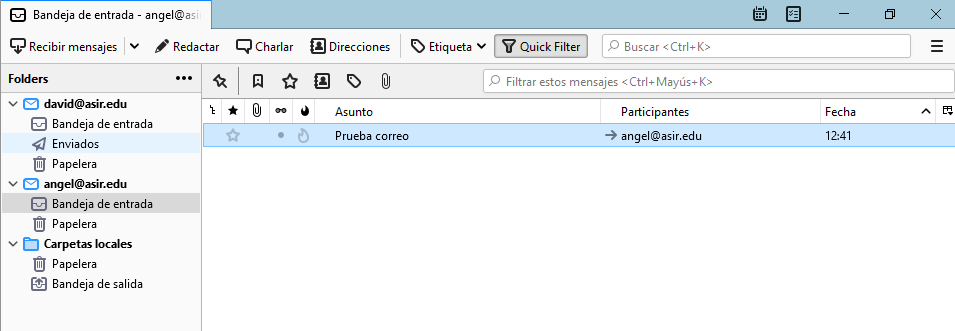 Bandeja de entrada - angel@asi
Recibir mensajes Redactar Charlar Direcciones Etiqueta Quick Filter Buscar <Ctrl+K>
Folders ••• Filtrar estos mensajes <Ctrl+Mayús+K>
david@asir.edu
Bandeja de entrada
Enviados
Papelera
angel@asir.edu
Bandeja de entrada
Papelera
Carpetas locales
Papelera
Bandeja de salida
Asunto Participantes Fecha
Prueba correo angel@asir.edu 12:41